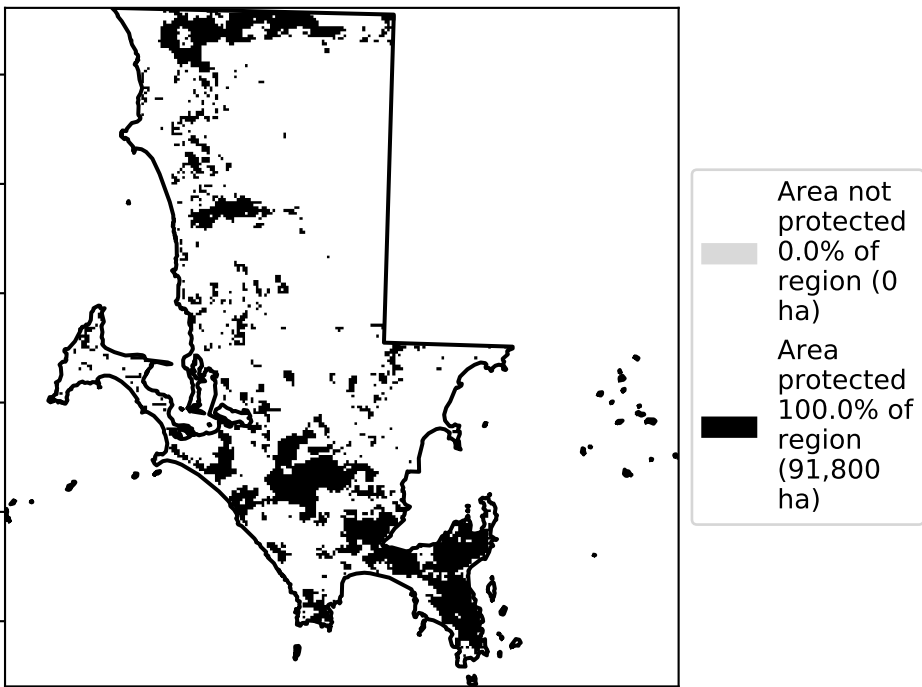 Area not
protected
0.0% of
region (0
ha)
Area
protected
100.0% of
region
(91,800
ha)